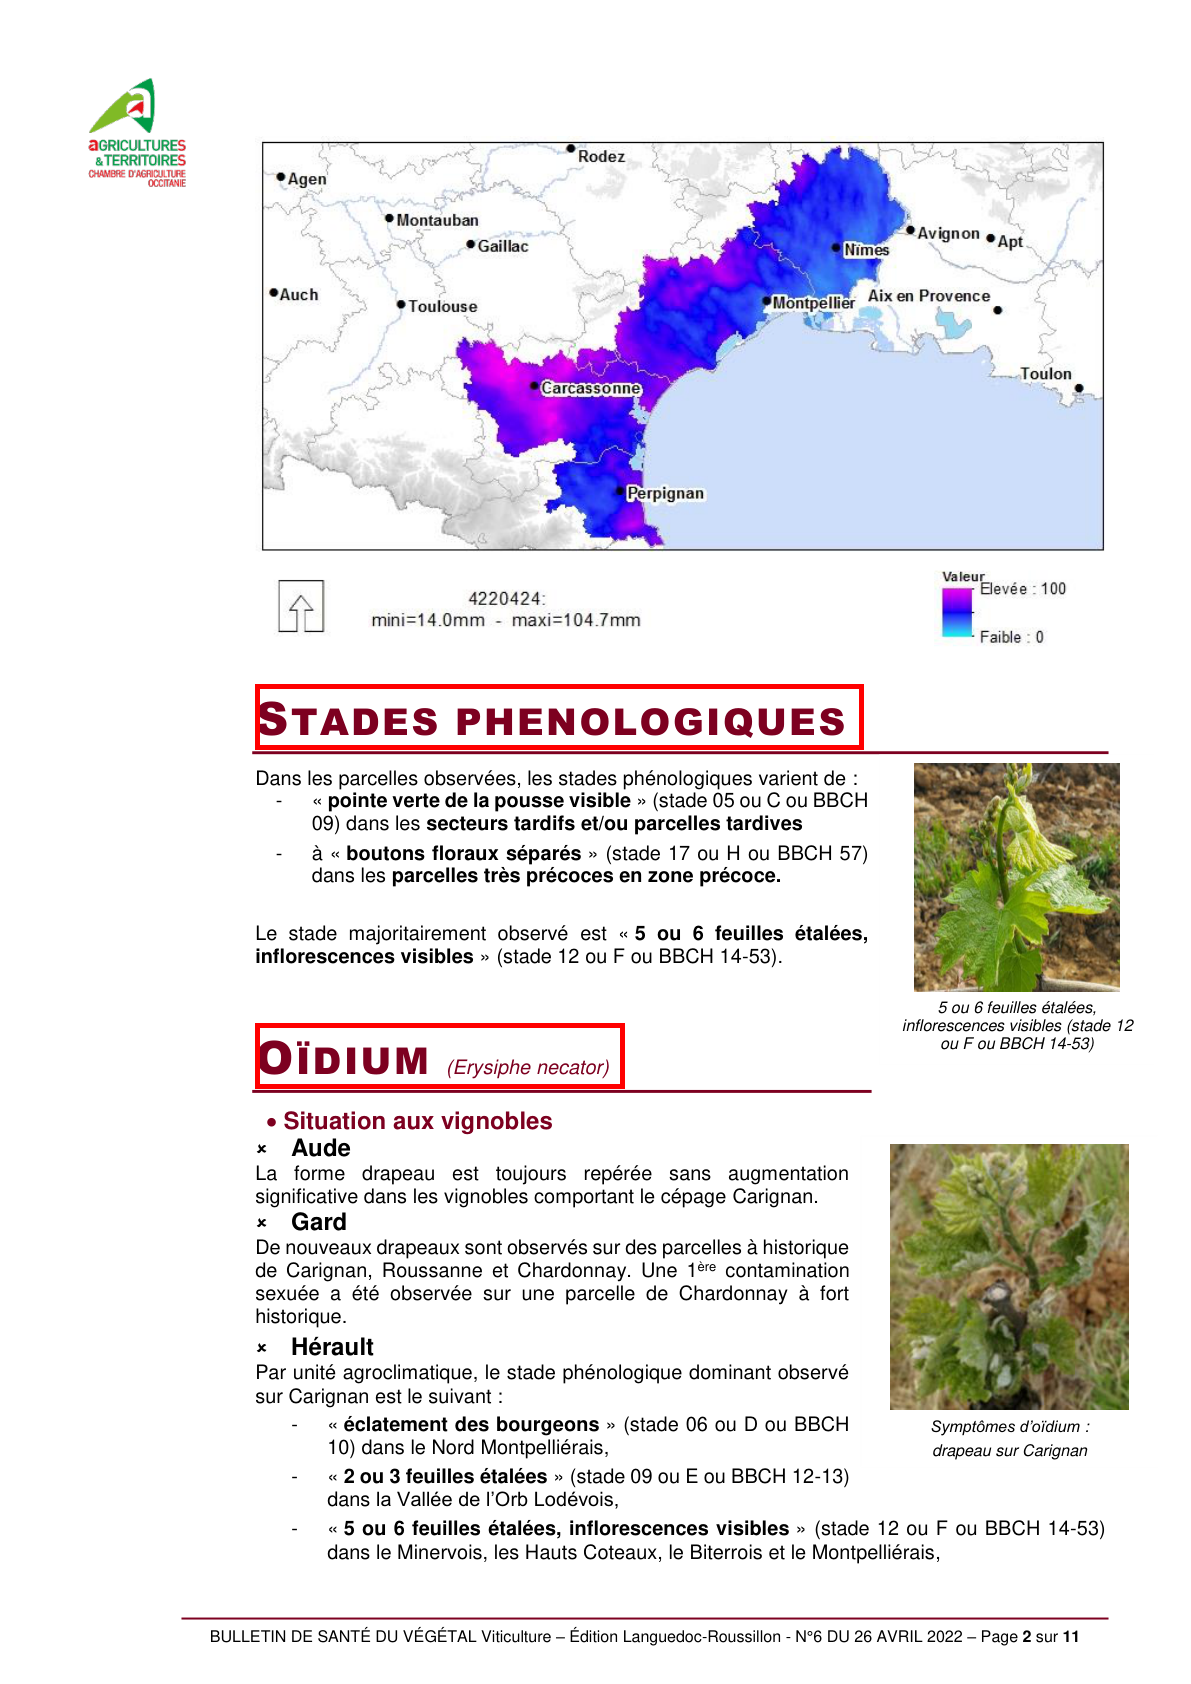 aGRICULTURES
& TERRITOIRES
CHAMBRE D'AGRICULTURE
OCCITANIE
Rodez
Agen
Montauban
Gaillac
Avignon
Apt
Nîmes
Auch
Toulouse
Montpellier
Aix en Provence
Toulon
Carcassonne
Perpignan
4220424:
mini=14.0mm - maxi=104.7mm
Valeur
Elevée : 100
Faible : 0
STADES PHENOLOGIQUES
Dans les parcelles observées, les stades phénologiques varient de :
- « pointe verte de la pousse visible » (stade 05 ou C ou BBCH
09) dans les secteurs tardifs et/ou parcelles tardives
- à « boutons floraux séparés » (stade 17 ou H ou BBCH 57)
dans les parcelles très précoces en zone précoce.
Le stade majoritairement observé est « 5 ou 6 feuilles étalées,
inflorescences visibles » (stade 12 ou F ou BBCH 14-53).
5 ou 6 feuilles étalées,
inflorescences visibles (stade 12
ou F ou BBCH 14-53)
OÏDIUM (Erysiphe necator)
• Situation aux vignobles
× Aude
La forme drapeau est toujours repérée sans augmentation
significative dans les vignobles comportant le cépage Carignan.
× Gard
De nouveaux drapeaux sont observés sur des parcelles à historique
de Carignan, Roussanne et Chardonnay. Une 1ère contamination
sexuée a été observée sur une parcelle de Chardonnay à fort
historique.
× Hérault
Par unité agroclimatique, le stade phénologique dominant observé
sur Carignan est le suivant :
- « éclatement des bourgeons » (stade 06 ou D ou BBCH
10) dans le Nord Montpelliérais,
- « 2 ou 3 feuilles étalées » (stade 09 ou E ou BBCH 12-13)
dans la Vallée de l'Orb Lodévois,
- « 5 ou 6 feuilles étalées, inflorescences visibles » (stade 12 ou F ou BBCH 14-53)
dans le Minervois, les Hauts Coteaux, le Biterrois et le Montpelliérais,
Symptômes d'oïdium :
drapeau sur Carignan
BULLETIN DE SANTÉ DU VÉGÉTAL Viticulture – Édition Languedoc-Roussillon - N°6 DU 26 AVRIL 2022 – Page 2 sur 11